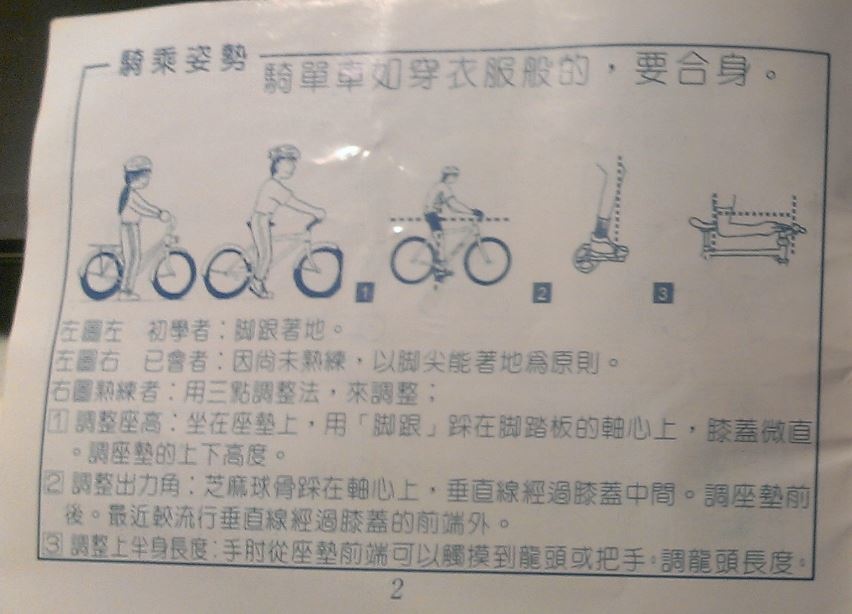 騎乘姿勢
騎單車如穿衣服般的，要合身。
1 2 3
左圖左 初學者：腳跟著地。
左圖右 已會者：因尚未熟練，以腳尖能著地為原則。
右圖熟練者：用三點調整法，來調整；
1 調整座高：坐在座墊上，用「腳跟」踩在腳踏板的軸心上，膝蓋微直
。調座墊的上下高度。
2 調整出力角：芝麻球骨踩在軸心上，垂直線經過膝蓋中間。調座墊前
後。最近較流行垂直線經過膝蓋的前端外。
3 調整上半身長度：手肘從座墊前端可以觸摸到龍頭或把手。調龍頭長度。
2